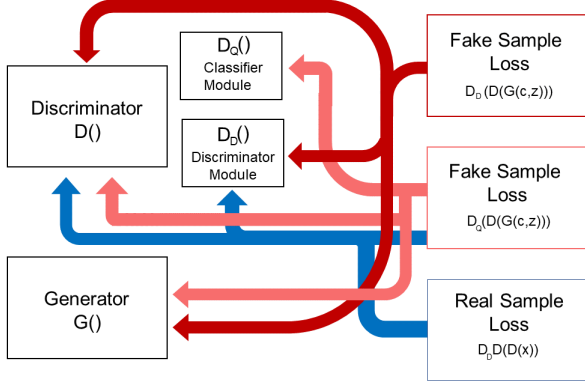 D_Q()
Classifier
Module
Fake Sample
Loss
D_D(D(G(c,z)))
Discriminator
D()
D_D()
Discriminator
Module
Fake Sample
Loss
D_Q(D(G(c,z)))
Generator
G()
Real Sample
Loss
D_DD(D(x))